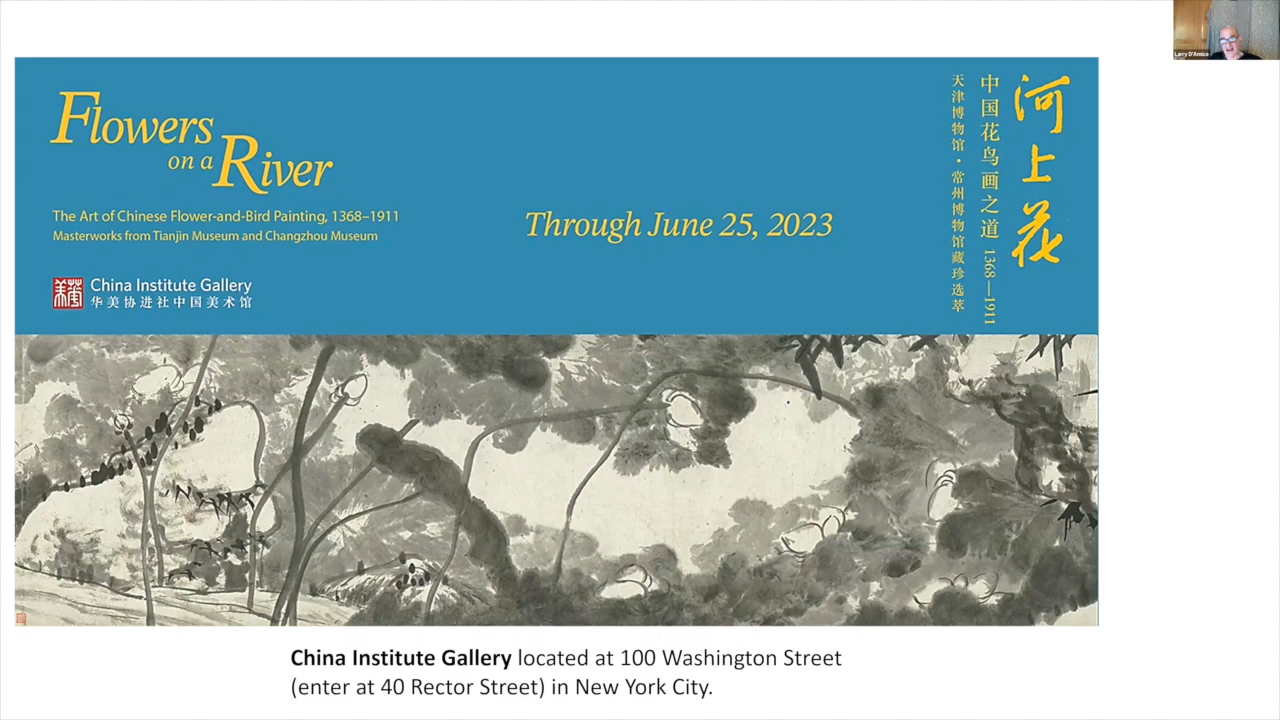 Larry D'Amico
Flowers
on a River
The Art of Chinese Flower-and-Bird Painting, 1368–1911
Masterworks from Tianjin Museum and Changzhou Museum
China Institute Gallery
华美协进社中国美术馆
Through June 25, 2023
河上花
中国花鸟画之道 1368—1911
天津博物馆·常州博物馆藏珍选萃
China Institute Gallery located at 100 Washington Street
(enter at 40 Rector Street) in New York City.